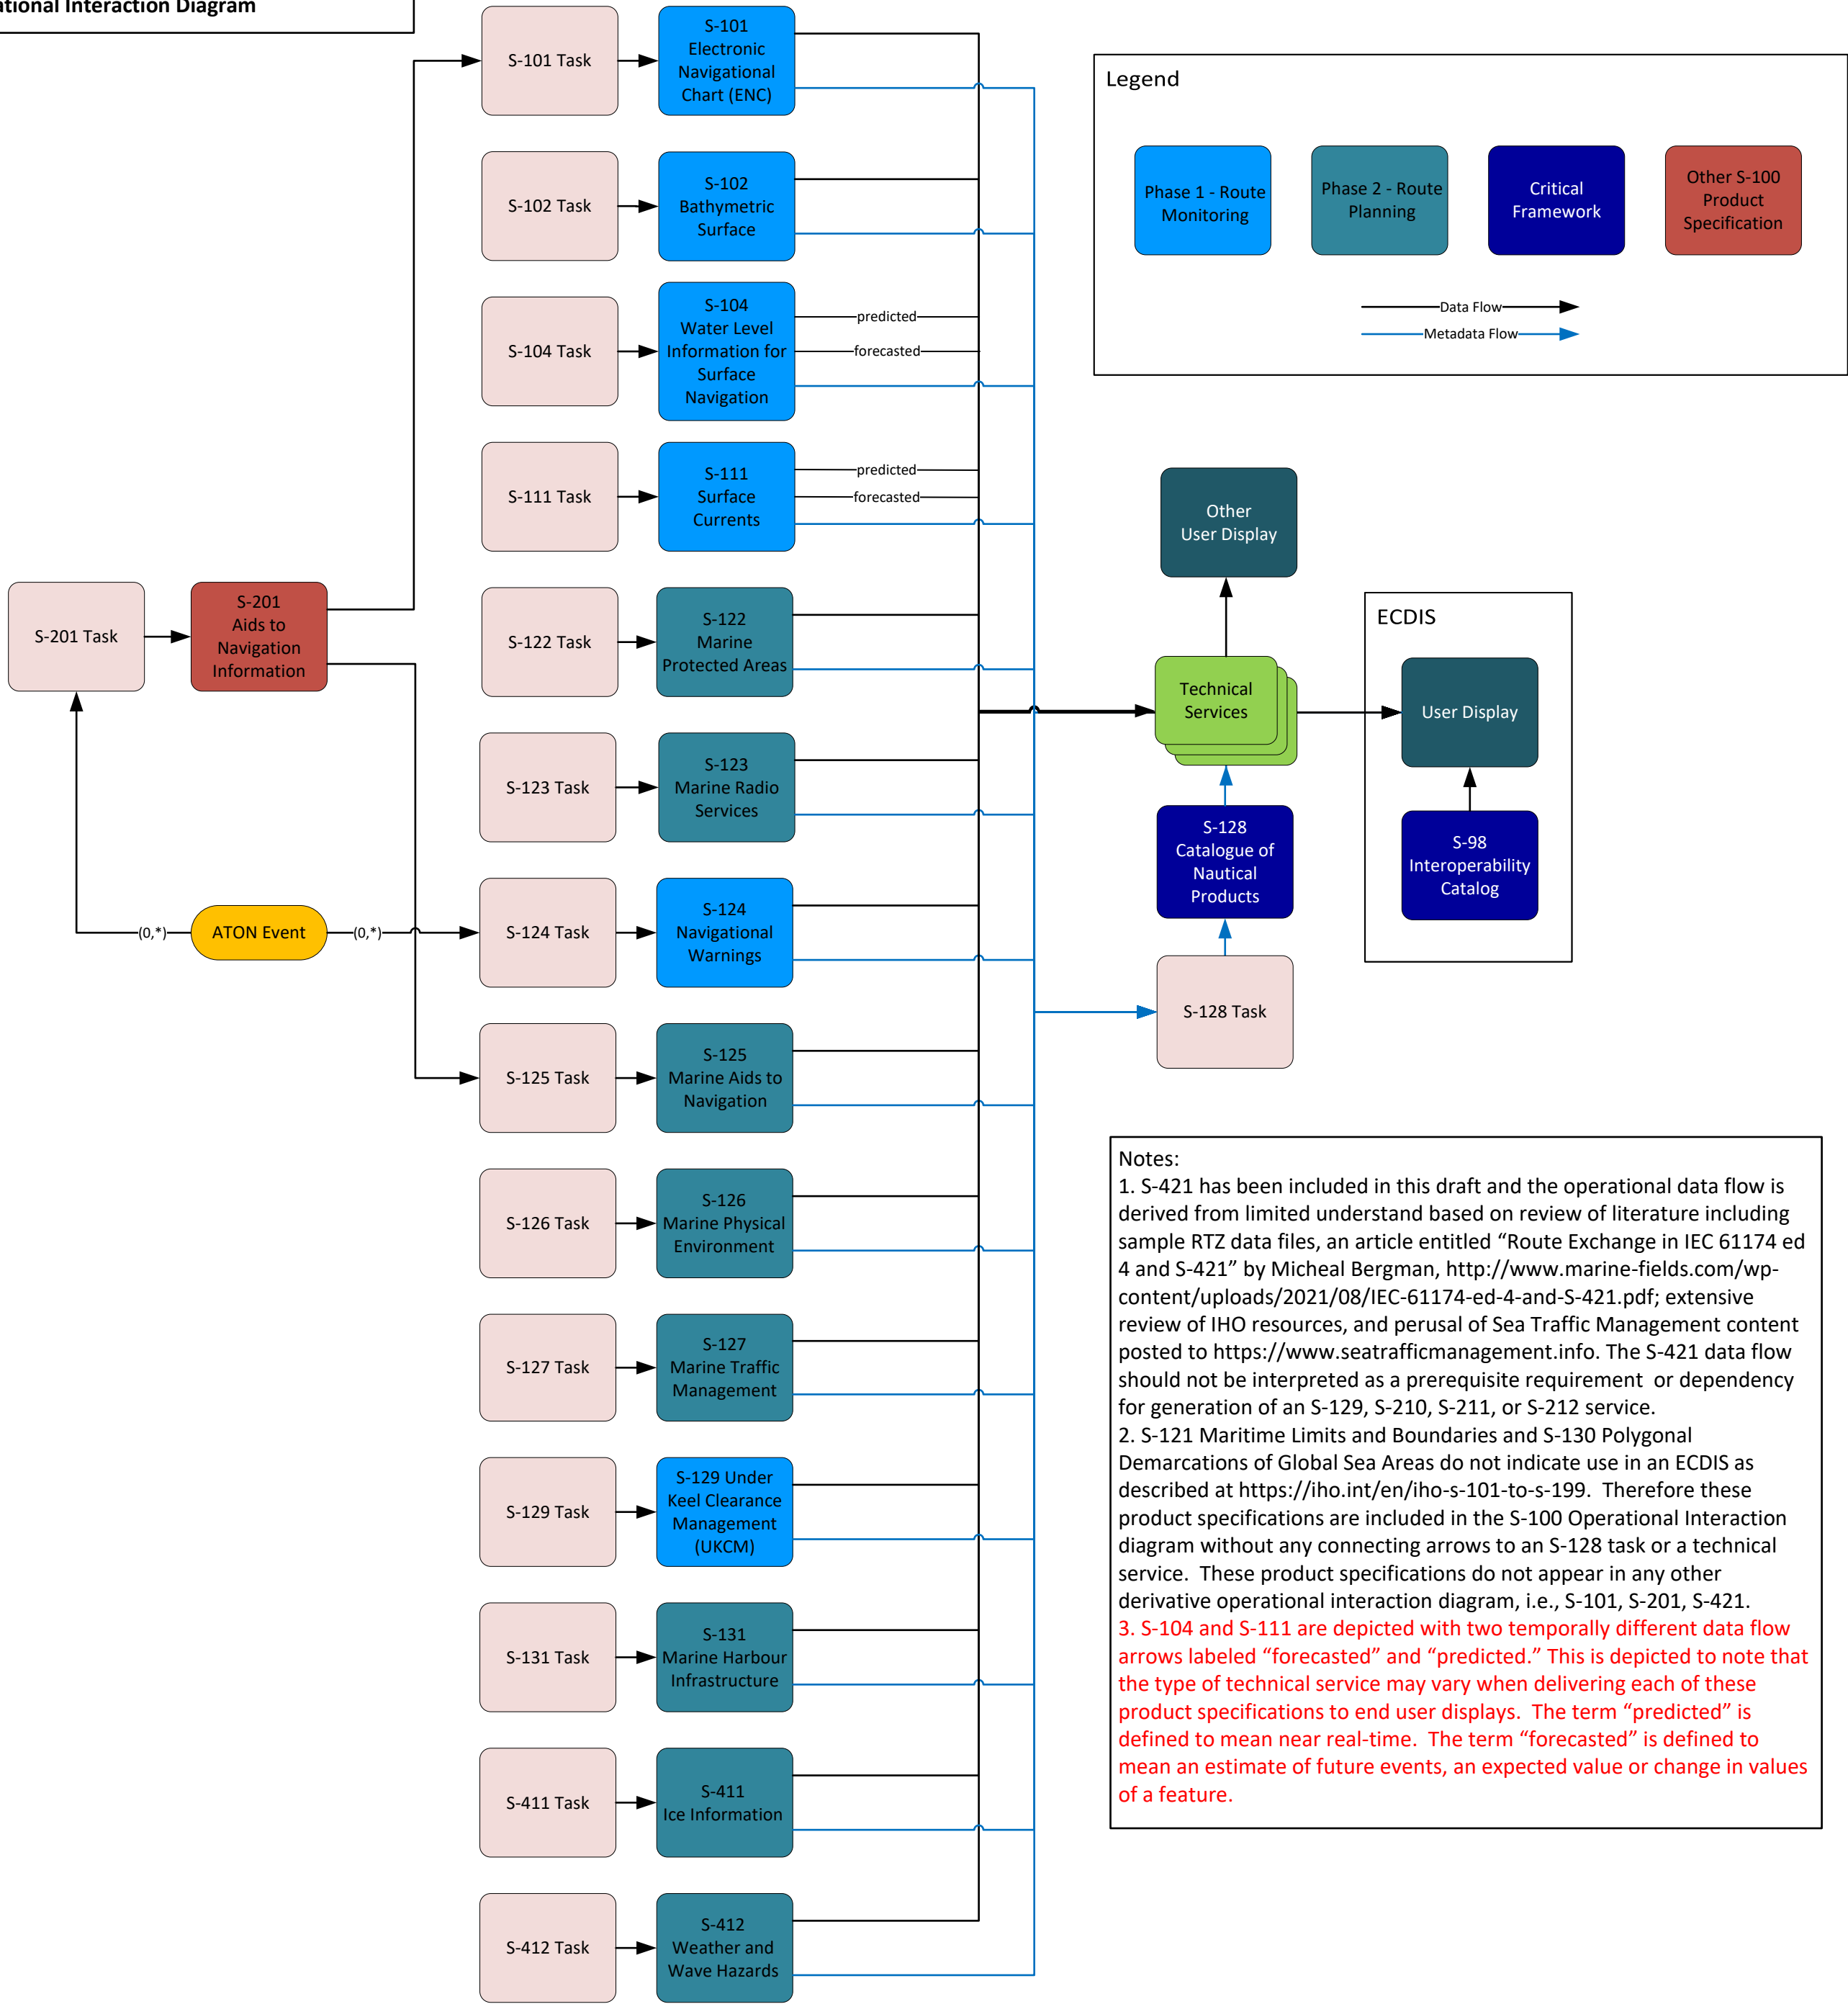 ational Interaction Diagram
S-101 Task
S-101
Electronic
Navigational
Chart (ENC)
S-102 Task
S-102
Bathymetric
Surface
S-104 Task
S-104
Water Level
Information for
Surface
Navigation
predicted
forecasted
S-111 Task
S-111
Surface
Currents
predicted
forecasted
S-201 Task
S-201
Aids to
Navigation
Information
S-122 Task
S-122
Marine
Protected Areas
S-123 Task
S-123
Marine Radio
Services
(0,*)
ATON Event
(0,*)
S-124 Task
S-124
Navigational
Warnings
S-125 Task
S-125
Marine Aids to
Navigation
S-126 Task
S-126
Marine Physical
Environment
S-127 Task
S-127
Marine Traffic
Management
S-129 Task
S-129 Under
Keel Clearance
Management
(UKCM)
S-131 Task
S-131
Marine Harbour
Infrastructure
S-411 Task
S-411
Ice Information
S-412 Task
S-412
Weather and
Wave Hazards
Legend
Phase 1 - Route
Monitoring
Phase 2 - Route
Planning
Critical
Framework
Other S-100
Product
Specification
Data Flow
Metadata Flow
Other
User Display
ECDIS
Technical
Services
User Display
S-128
Catalogue of
Nautical
Products
S-98
Interoperability
Catalog
S-128 Task
Notes:
1. S-421 has been included in this draft and the operational data flow is
derived from limited understand based on review of literature including
sample RTZ data files, an article entitled “Route Exchange in IEC 61174 ed
4 and S-421” by Micheal Bergman, http://www.marine-fields.com/wp-
content/uploads/2021/08/IEC-61174-ed-4-and-S-421.pdf; extensive
review of IHO resources, and perusal of Sea Traffic Management content
posted to https://www.seatrafficmanagement.info. The S-421 data flow
should not be interpreted as a prerequisite requirement  or dependency
for generation of an S-129, S-210, S-211, or S-212 service.
2. S-121 Maritime Limits and Boundaries and S-130 Polygonal
Demarcations of Global Sea Areas do not indicate use in an ECDIS as
described at https://iho.int/en/iho-s-101-to-s-199.  Therefore these
product specifications are included in the S-100 Operational Interaction
diagram without any connecting arrows to an S-128 task or a technical
service.  These product specifications do not appear in any other
derivative operational interaction diagram, i.e., S-101, S-201, S-421.
3. S-104 and S-111 are depicted with two temporally different data flow
arrows labeled “forecasted” and “predicted.” This is depicted to note that
the type of technical service may vary when delivering each of these
product specifications to end user displays.  The term “predicted” is
defined to mean near real-time.  The term “forecasted” is defined to
mean an estimate of future events, an expected value or change in values
of a feature.